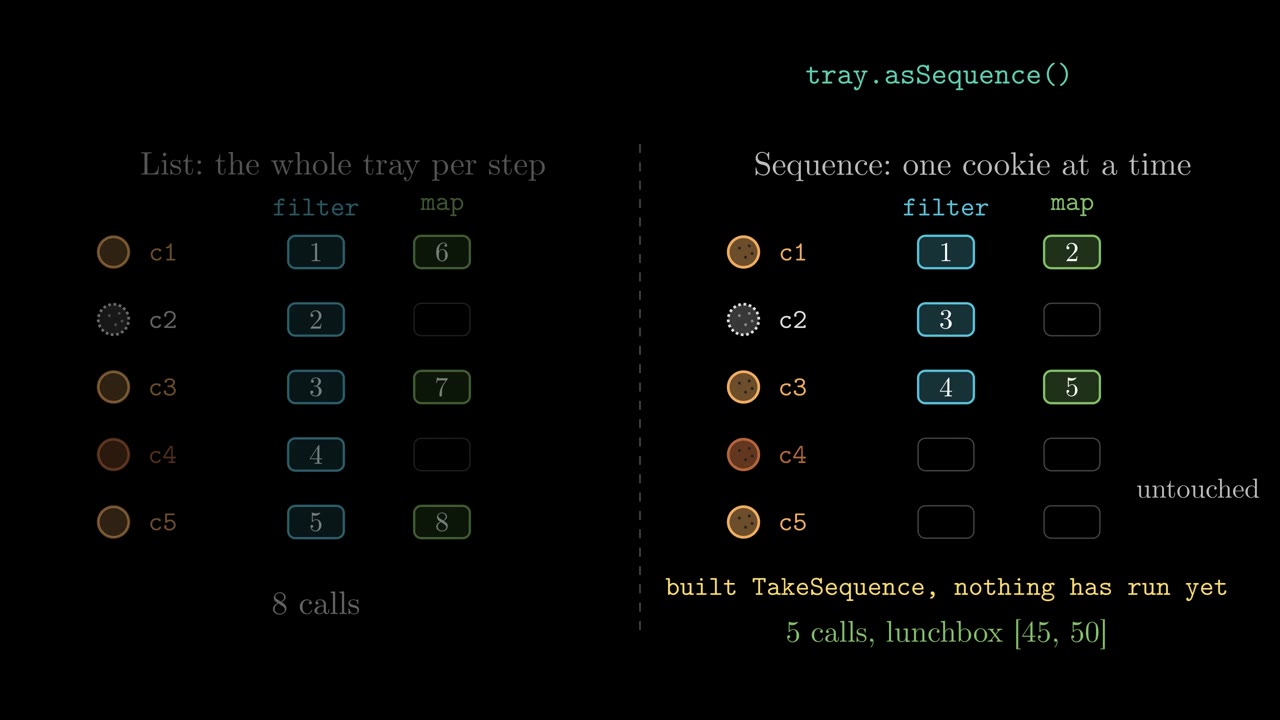 tray.asSequence()
List: the whole tray per step
filter map
c1 1 6
c2 2
c3 3 7
c4 4
c5 5 8
8 calls
Sequence: one cookie at a time
filter map
c1 1 2
c2 3
c3 4 5
c4
untouched
c5
built TakeSequence, nothing has run yet
5 calls, lunchbox [45, 50]